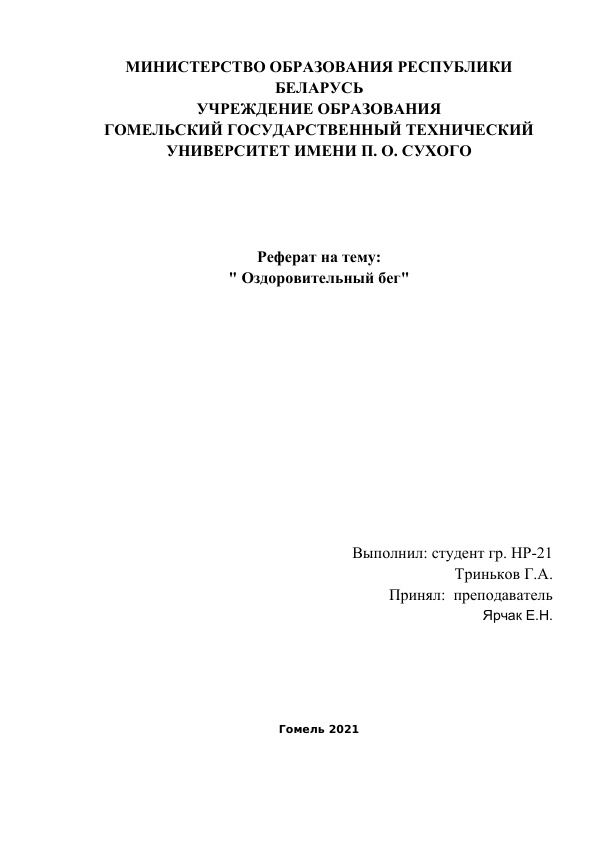 МИНИСТЕРСТВО ОБРАЗОВАНИЯ РЕСПУБЛИКИ
БЕЛАРУСЬ
УЧРЕЖДЕНИЕ ОБРАЗОВАНИЯ
ГОМЕЛЬСКИЙ ГОСУДАРСТВЕННЫЙ ТЕХНИЧЕСКИЙ
УНИВЕРСИТЕТ ИМЕНИ П. О. СУХОГО
Реферат на тему:
" Оздоровительный бег"
Выполнил: студент гр. НР-21
Триньков Г.А.
Принял:  преподаватель
Ярчак Е.Н.
Гомель 2021